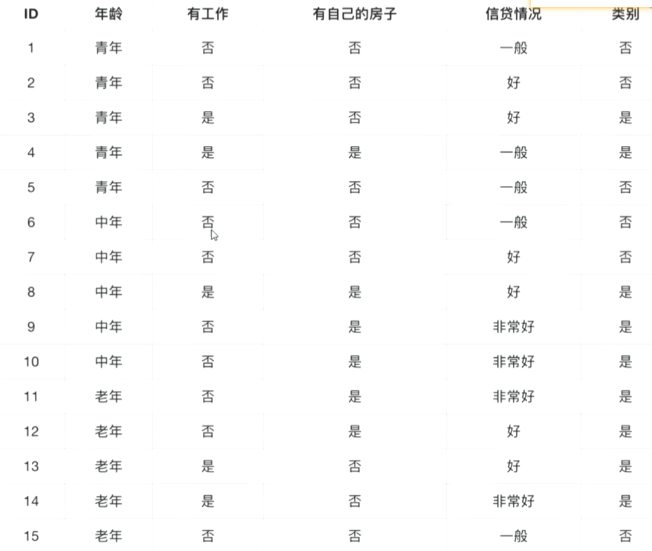 ID 年龄 有工作 有自己的房子 信贷情况 类别
1 青年 否 否 一般 否
2 青年 否 否 好 否
3 青年 是 否 好 是
4 青年 是 是 一般 是
5 青年 否 否 一般 否
6 中年 否 否 一般 否
7 中年 否 否 好 否
8 中年 是 是 好 是
9 中年 否 是 非常好 是
10 中年 否 是 非常好 是
11 老年 否 是 非常好 是
12 老年 否 是 好 是
13 老年 是 否 好 是
14 老年 是 否 非常好 是
15 老年 否 否 一般 否